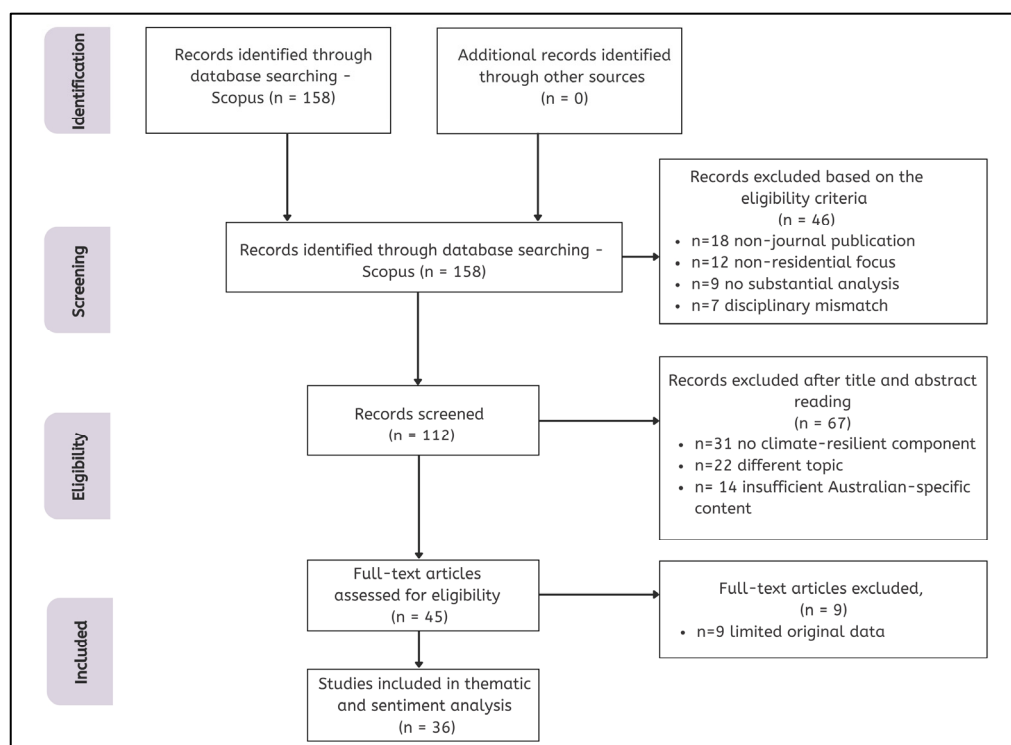 Identification
Records identified through
database searching –
Scopus (n = 158)
Additional records identified
through other sources
(n = 0)
Screening
Records identified through database searching –
Scopus (n = 158)
Records excluded based on the
eligibility criteria
(n = 46)
• n=18 non-journal publication
• n=12 non-residential focus
• n=9 no substantial analysis
• n=7 disciplinary mismatch
Eligibility
Records screened
(n = 112)
Records excluded after title and abstract
reading
(n = 67)
• n=31 no climate-resilient component
• n=22 different topic
• n= 14 insufficient Australian-specific
content
Full-text articles
assessed for eligibility
(n = 45)
Full-text articles excluded,
(n = 9)
• n=9 limited original data
Included
Studies included in thematic
and sentiment analysis
(n = 36)